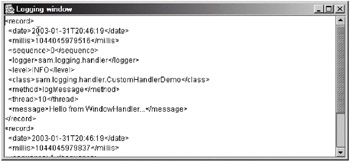 Logging window
<record>
<date>2003-01-31T20:46:19</date>
<millis>1044045979516</millis>
<sequence>0</sequence>
<logger>sam.logging.handler</logger>
<level>INFO</level>
<class>sam.logging.handler.CustomHandlerDemo</class>
<method>logMessage</method>
<thread>10</thread>
<message>Hello from WindowHandler...</message>
</record>
<record>
<date>2003-01-31T20:46:19</date>
<millis>1044045979837</millis>